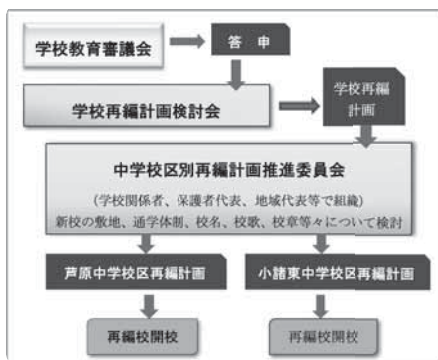 学校教育審議会
答申
学校再編計画検討会
学校再編
計画
中学校区別再編計画推進委員会
(学校関係者、保護者代表、地域代表等で組織)
新校の敷地、通学体制、校名、校歌、校章等々について検討
芦原中学校区再編計画
小諸東中学校区再編計画
再編校開校
再編校開校